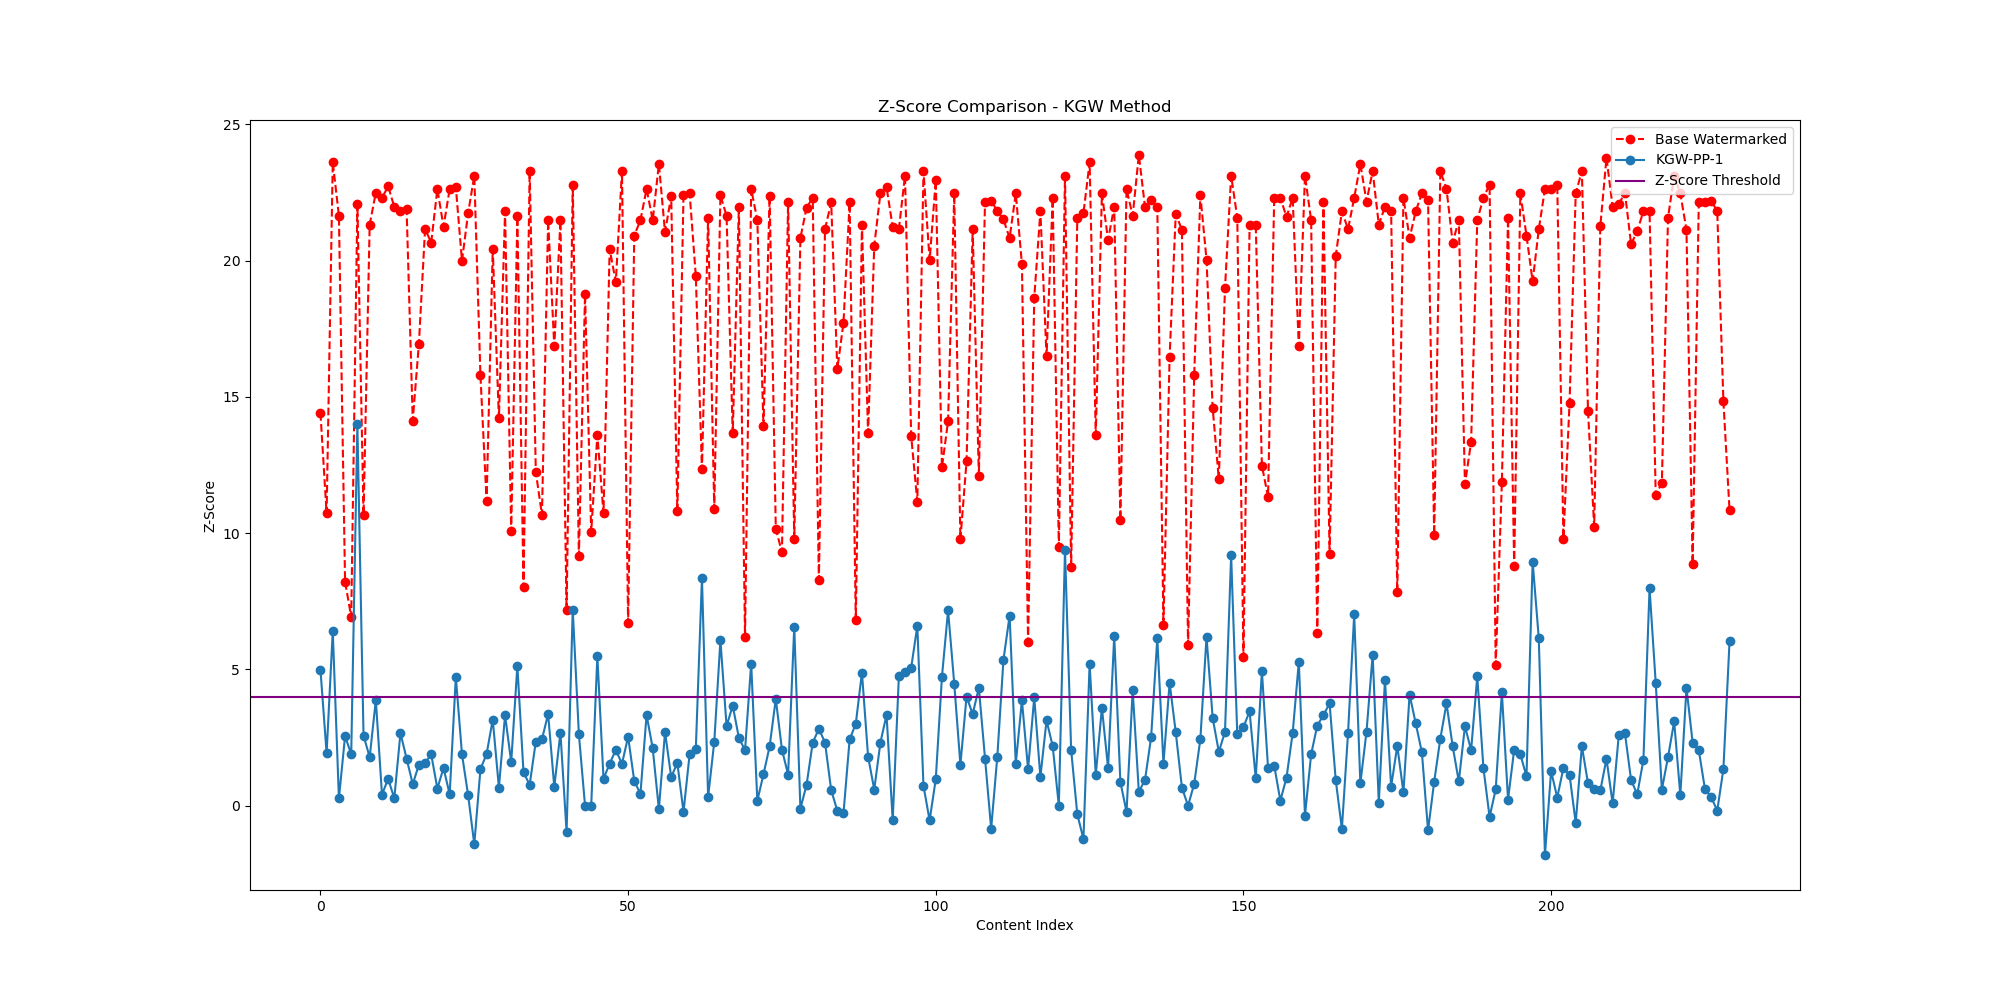 Z-Score Comparison - KGW Method
25
20
15
10
5
0
Z-Score
Base Watermarked
KGW-PP-1
Z-Score Threshold
0
50
100
150
200
Content Index